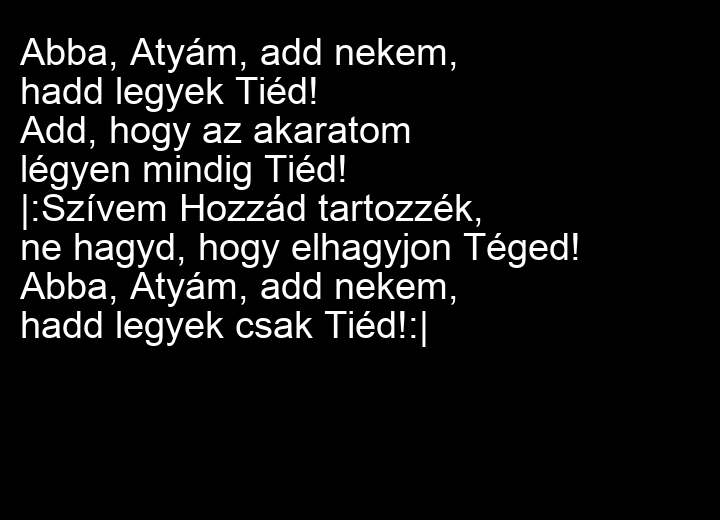 Abba, Atyám, add nekem,
hadd legyek Tiéd!
Add, hogy az akaratom
légyen mindig Tiéd!
|:Szívem Hozzád tartozzék,
ne hagyd, hogy elhagyjon Téged!
Abba, Atyám, add nekem,
hadd legyek csak Tiéd!:|